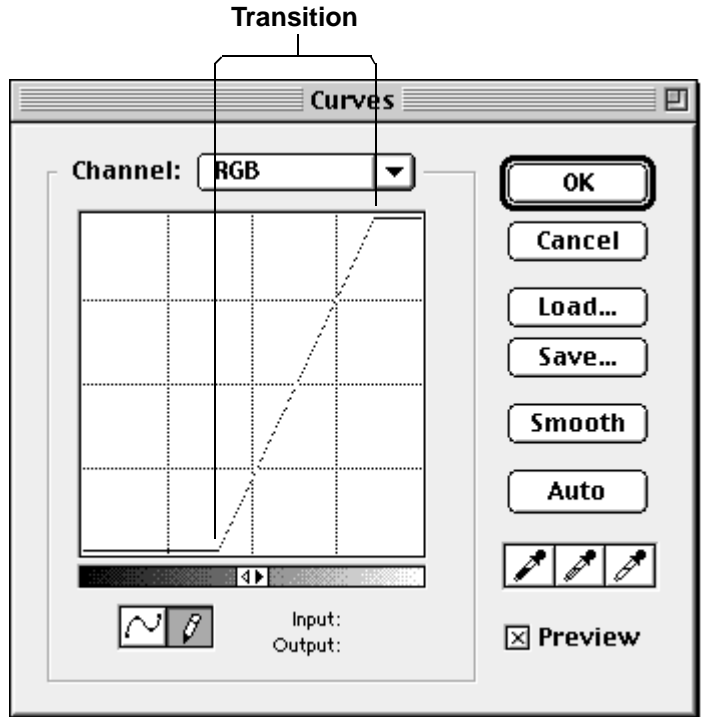 Transition
Curves
Channel: RGB
OK
Cancel
Load...
Save...
Smooth
Auto
Input:
Output:
Preview